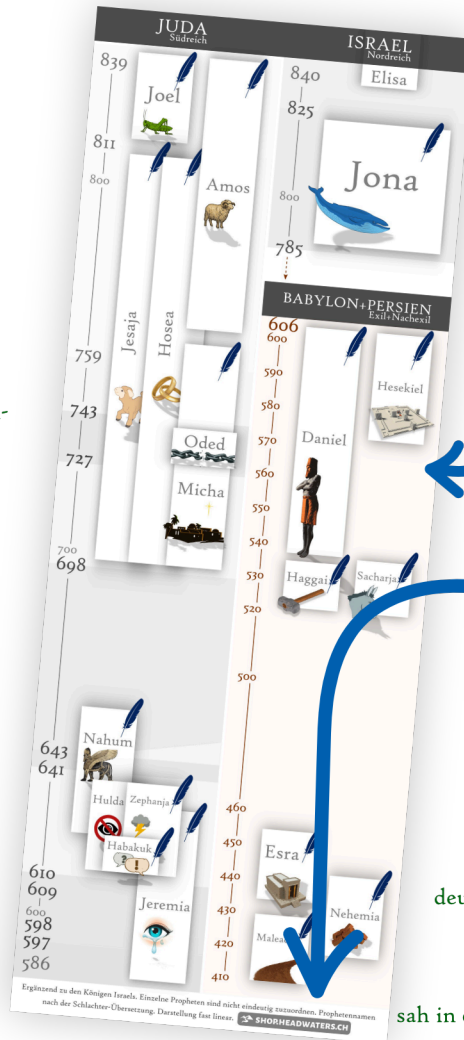 JUDA
Südreich
839
Joel
811
800
Amos
Jesaja
Hosea
759
743
Oded
727
Micha
700
698
Nahum
643
641
Hulda
Zephanja
Habakuk
610
609
Jeremia
600
598
597
586
ISRAEL
Nordreich
840
Elisa
825
Jona
800
785
BABYLON+PERSIEN
Exil+Nachexil
606
600
590
Hesekiel
580
570
Daniel
560
550
540
530
Haggai
Sacharja
520
500
460
450
Esra
440
430
Nehemia
420
Malea
410
Ergänzend zu den Königen Israels. Einzelne Propheten sind nicht eindeutig zuzuordnen. Prophetennamen
nach der Schlachter-Übersetzung. Darstellung fast linear. SHOP.HEADWATERS.CH
deu
sah in